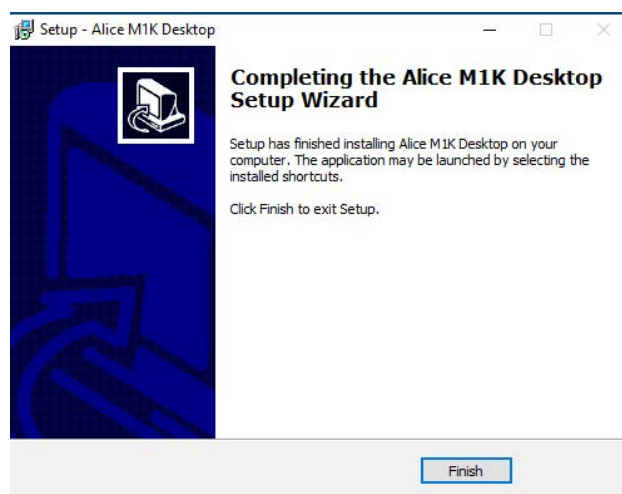 Setup - Alice M1K Desktop
Completing the Alice M1K Desktop
Setup Wizard
Setup has finished installing Alice M1K Desktop on your
computer. The application may be launched by selecting the
installed shortcuts.
Click Finish to exit Setup.
Finish